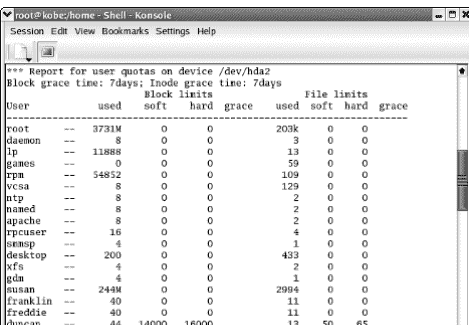 root@kobe:/home - Shell - Konsole
Session Edit View Bookmarks Settings Help
*** Report for user quotas on device /dev/hda2
Block grace time: 7days; Inode grace time: 7days
Block limits File limits
User used soft hard grace used soft hard grace
----------------------------------------------------------------------
root -- 3731M 0 0 203k 0 0
daemon -- 8 0 0 3 0 0
lp -- 11888 0 0 13 0 0
games -- 0 0 0 59 0 0
rpm -- 54852 0 0 109 0 0
vcsa -- 8 0 0 129 0 0
ntp -- 8 0 0 2 0 0
named -- 8 0 0 2 0 0
apache -- 8 0 0 2 0 0
rpcuser -- 16 0 0 4 0 0
smmsp -- 4 0 0 1 0 0
desktop -- 200 0 0 433 0 0
xfs -- 4 0 0 2 0 0
gdm -- 4 0 0 1 0 0
susan -- 244M 0 0 2994 0 0
franklin -- 40 0 0 11 0 0
freddie -- 40 0 0 11 0 0
duncan -- 44 14000 16000 13 50 65